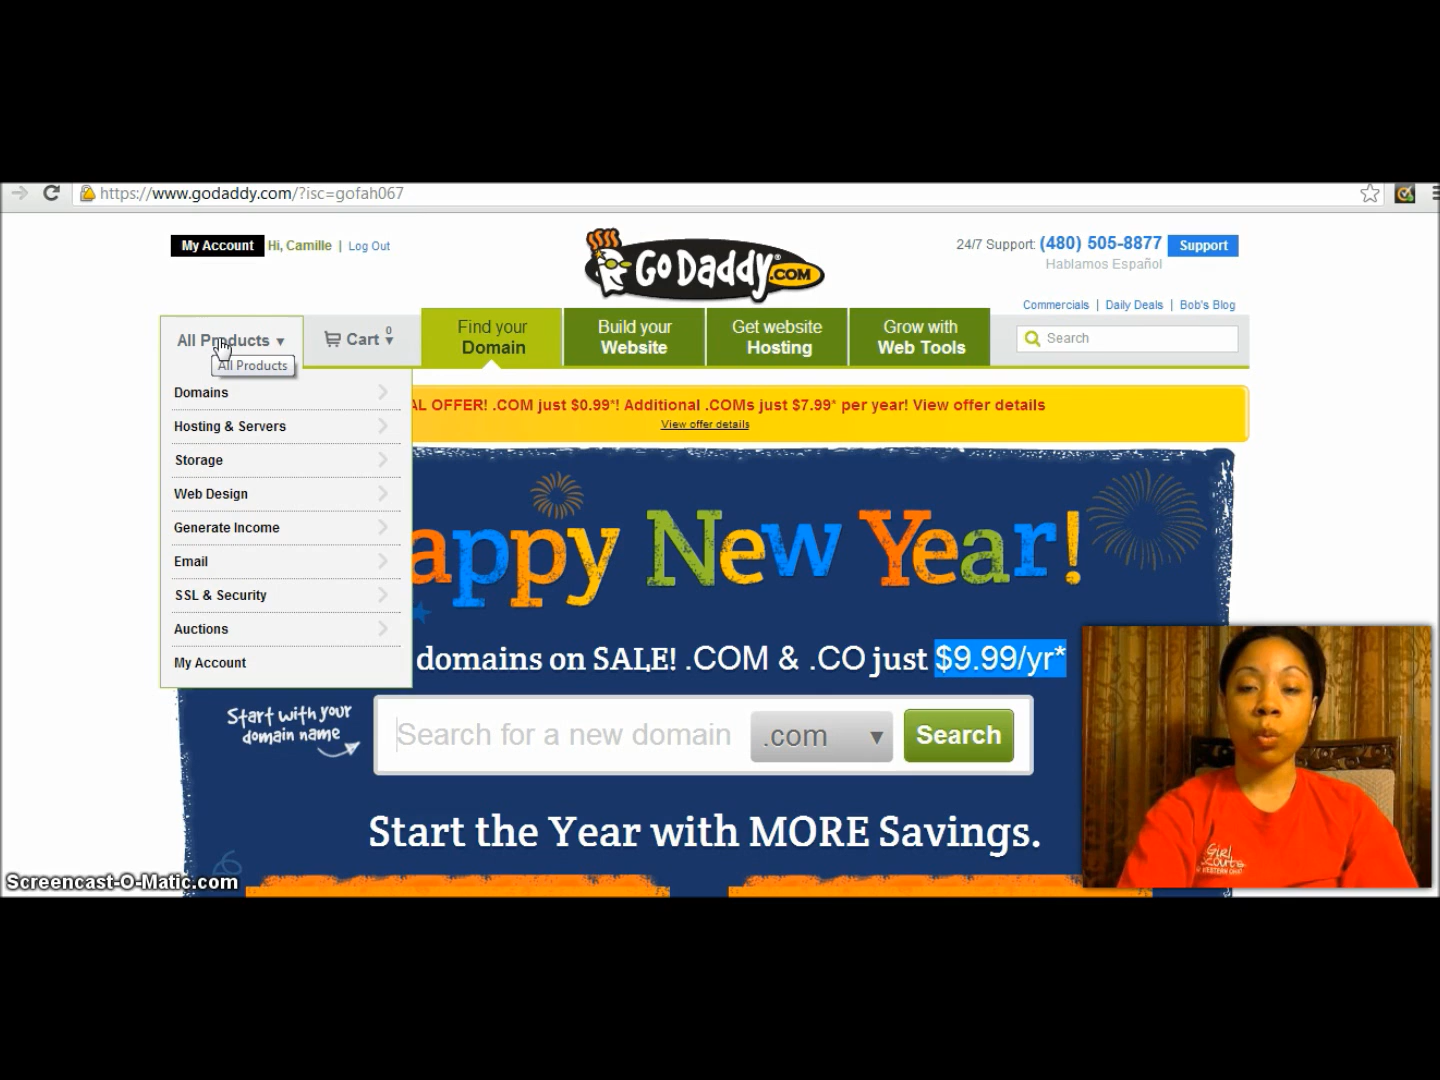 https://www.godaddy.com/?isc=gofah067
My Account Hi, Camille | Log Out
GoDaddy.COM
24/7 Support: (480) 505-8877 Support
Hablamos Español
Commercials | Daily Deals | Bob's Blog
All Products ▼
Cart 0 ▼
Find your Domain
Build your Website
Get website Hosting
Grow with Web Tools
Search
All Products
Domains
Hosting & Servers
Storage
Web Design
Generate Income
Email
SSL & Security
Auctions
My Account
AL OFFER! .COM just $0.99*! Additional .COMs just $7.99* per year! View offer details
View offer details
appy New Year!
domains on SALE! .COM & .CO just $9.99/yr*
Start with your
domain name
Search for a new domain .com ▼ Search
Start the Year with MORE Savings.
Girl
Scouts
Screencast-O-Matic.com